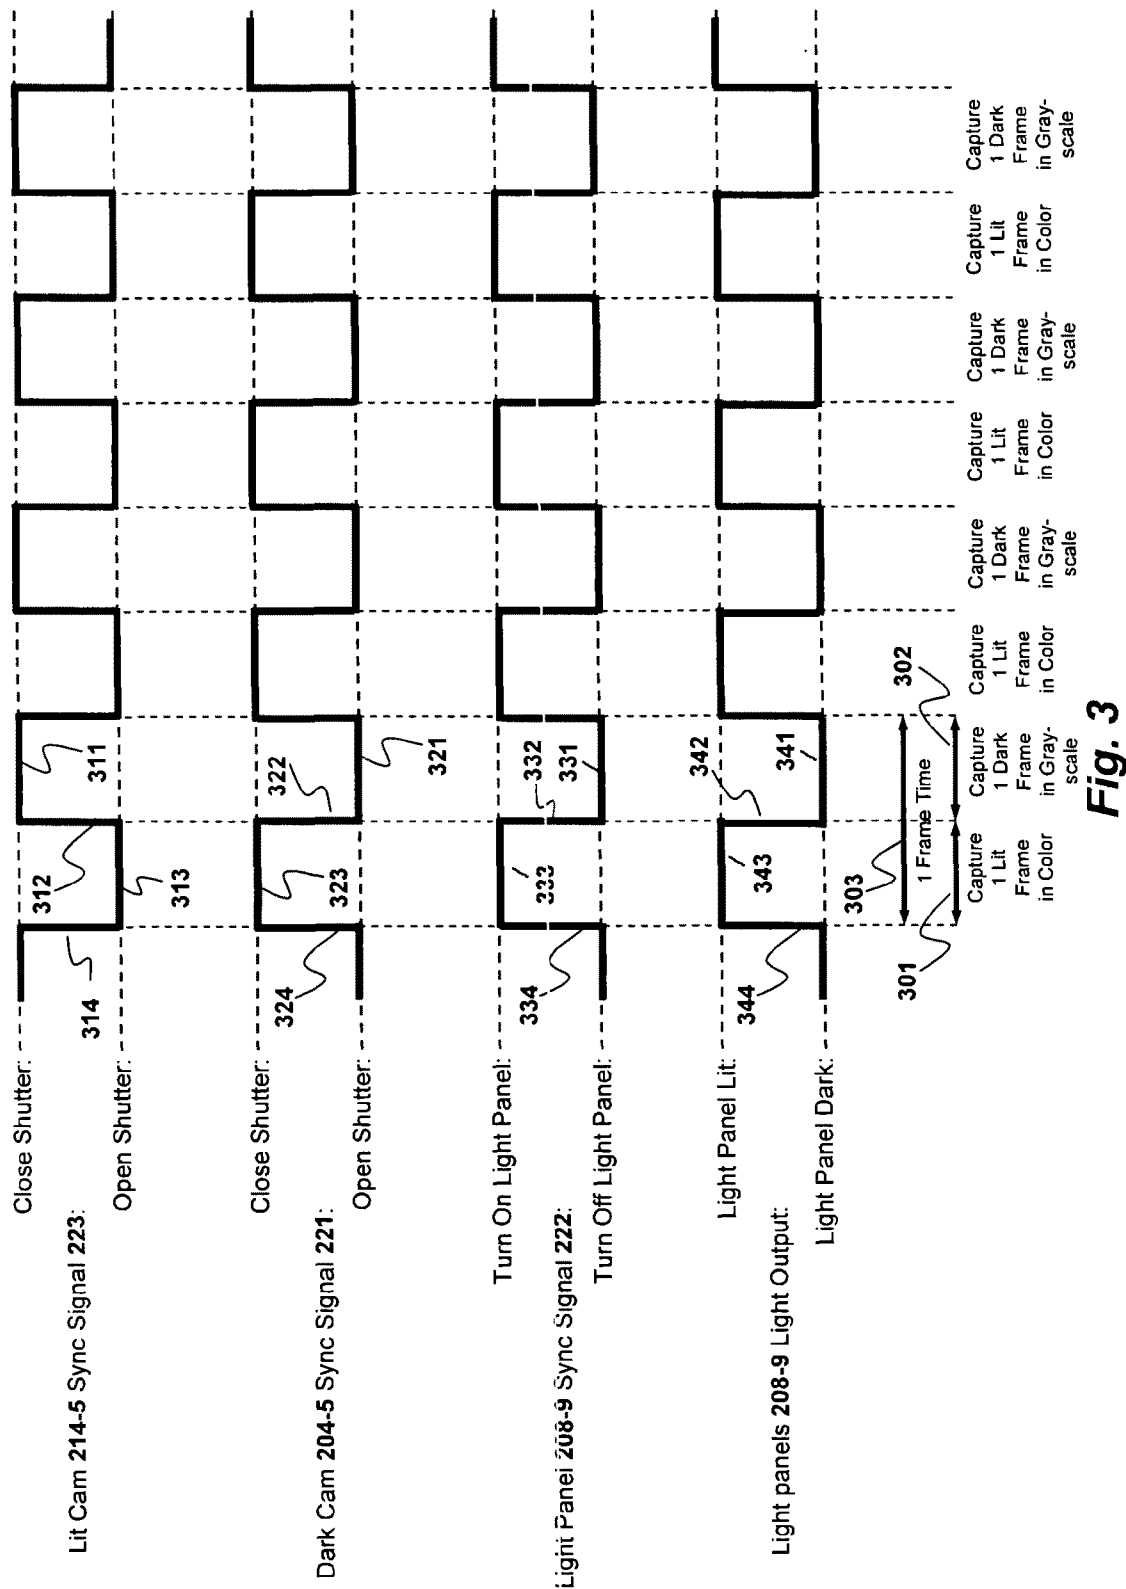 Lit Cam 214-5 Sync Signal 223:
Close Shutter:
Open Shutter:
314
312
313
311
Dark Cam 204-5 Sync Signal 221:
Close Shutter:
Open Shutter:
324
323
322
321
Light Panel 208-9 Sync Signal 222:
Turn On Light Panel:
Turn Off Light Panel:
334
333
332
331
Light panels 208-9 Light Output:
Light Panel Lit:
Light Panel Dark:
344
343
342
341
303
1 Frame Time
301
302
Capture
1 Lit
Frame
in Color
Capture
1 Dark
Frame
in Gray-
scale
Capture
1 Lit
Frame
in Color
Capture
1 Dark
Frame
in Gray-
scale
Capture
1 Lit
Frame
in Color
Capture
1 Dark
Frame
in Gray-
scale
Capture
1 Lit
Frame
in Color
Capture
1 Dark
Frame
in Gray-
scale
Fig. 3